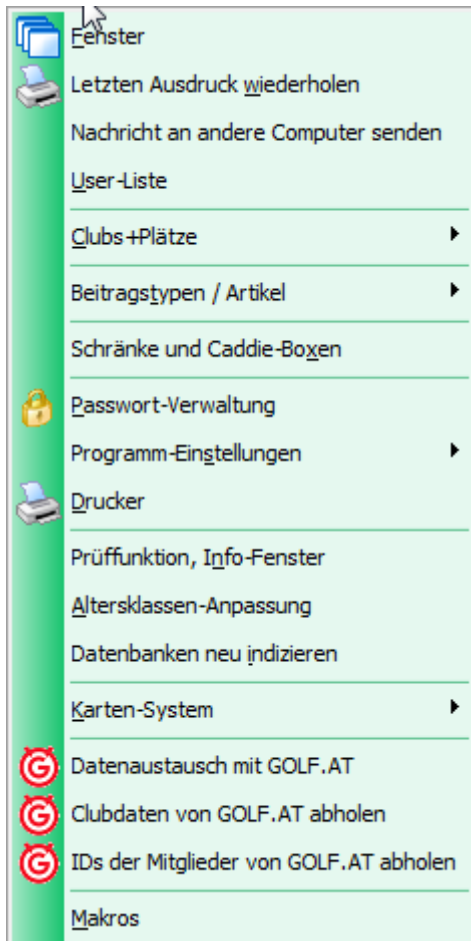 Fenster
Letzten Ausdruck wiederholen
Nachricht an andere Computer senden
User-Liste
Clubs+Plätze
Beitragstypen / Artikel
Schränke und Caddie-Boxen
Passwort-Verwaltung
Programm-Einstellungen
Drucker
Prüffunktion, Info-Fenster
Altersklassen-Anpassung
Datenbanken neu indizieren
Karten-System
G Datenaustausch mit GOLF.AT
G Clubdaten von GOLF.AT abholen
G IDs der Mitglieder von GOLF.AT abholen
Makros